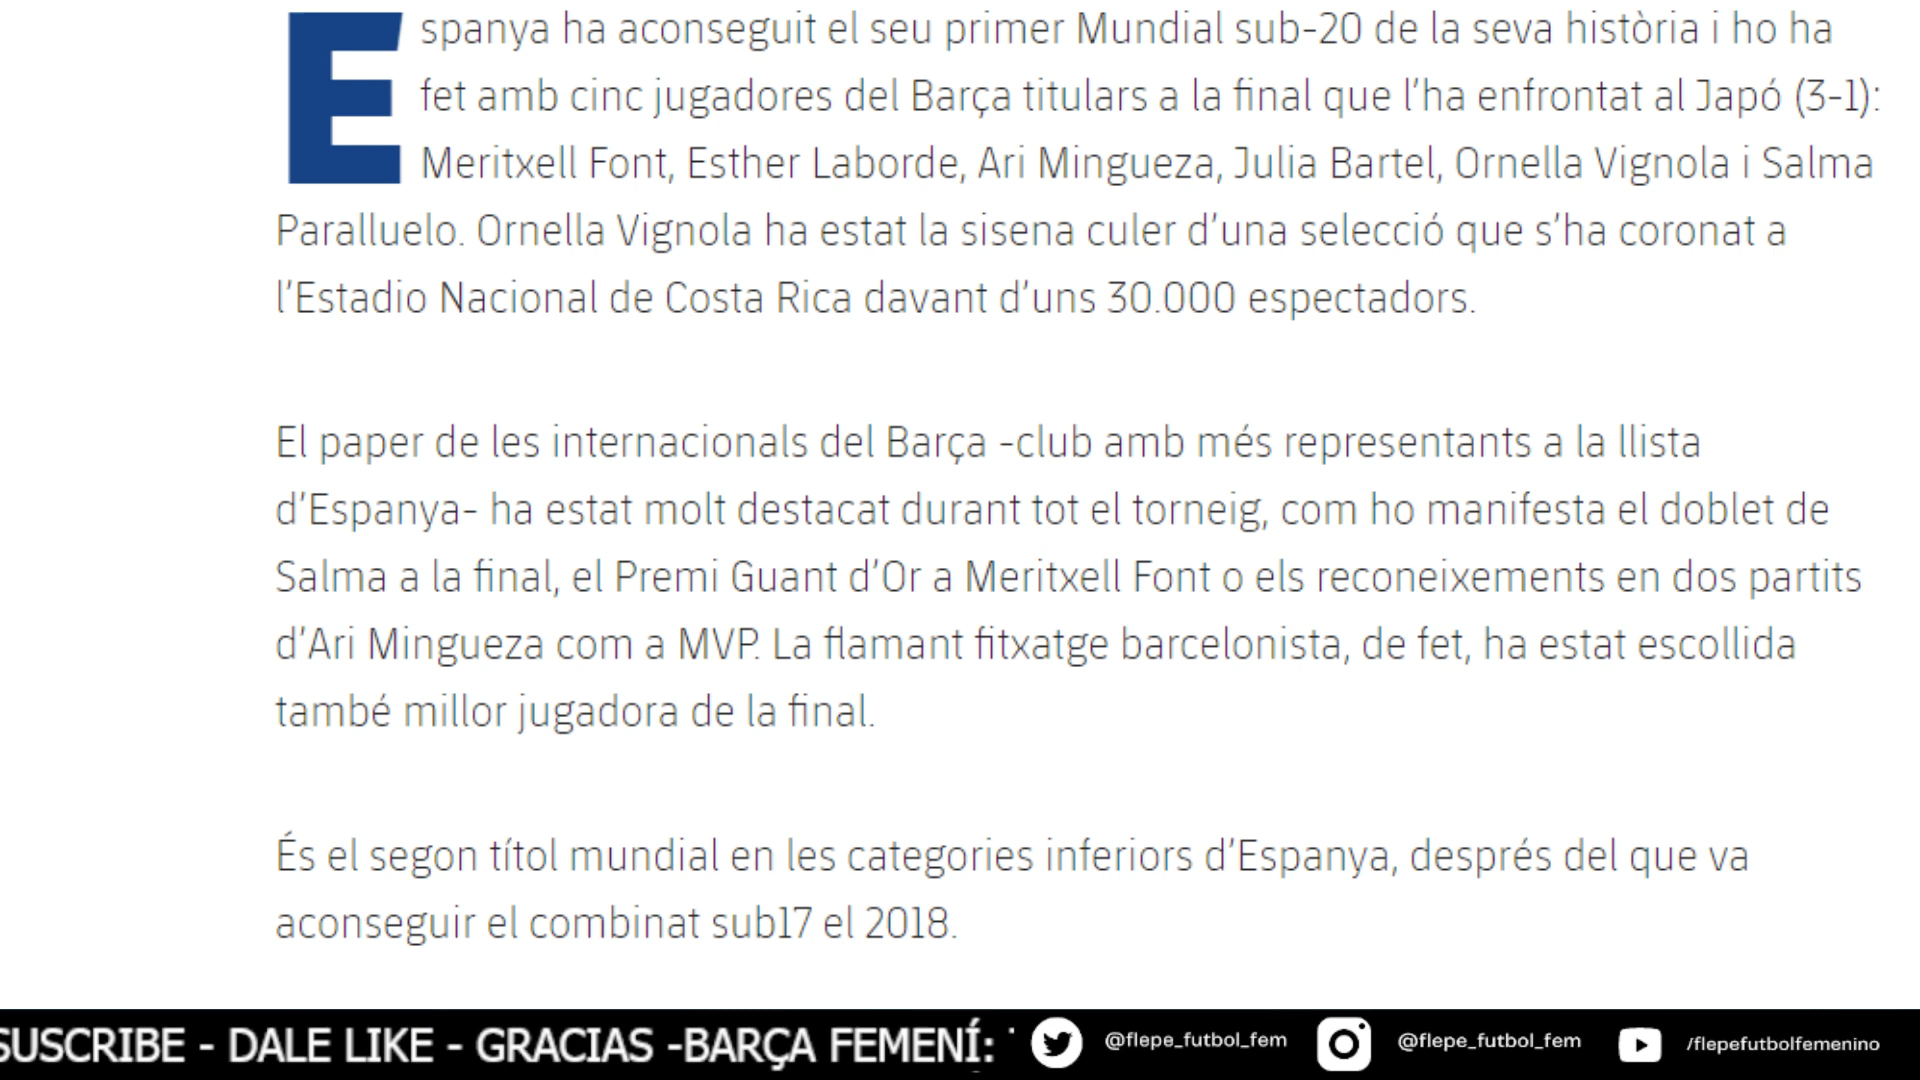 Espanya ha aconseguit el seu primer Mundial sub-20 de la seva història i ho ha
fet amb cinc jugadores del Barça titulars a la final que l’ha enfrontat al Japó (3-1):
Meritxell Font, Esther Laborde, Ari Mingueza, Julia Bartel, Ornella Vignola i Salma
Paralluelo. Ornella Vignola ha estat la sisena culer d’una selecció que s’ha coronat a
l’Estadio Nacional de Costa Rica davant d’uns 30.000 espectadors.
El paper de les internacionals del Barça -club amb més representants a la llista
d’Espanya- ha estat molt destacat durant tot el torneig, com ho manifesta el doblet de
Salma a la final, el Premi Guant d’Or a Meritxell Font o els reconeixements en dos partits
d’Ari Mingueza com a MVP. La flamant fitxatge barcelonista, de fet, ha estat escollida
també millor jugadora de la final.
És el segon títol mundial en les categories inferiors d’Espanya, després del que va
aconseguir el combinat sub17 el 2018.
SUSCRIBE - DALE LIKE - GRACIAS -BARÇA FEMENÍ: @flepe_futbol_fem @flepe_futbol_fem /flepefutbolfemenino